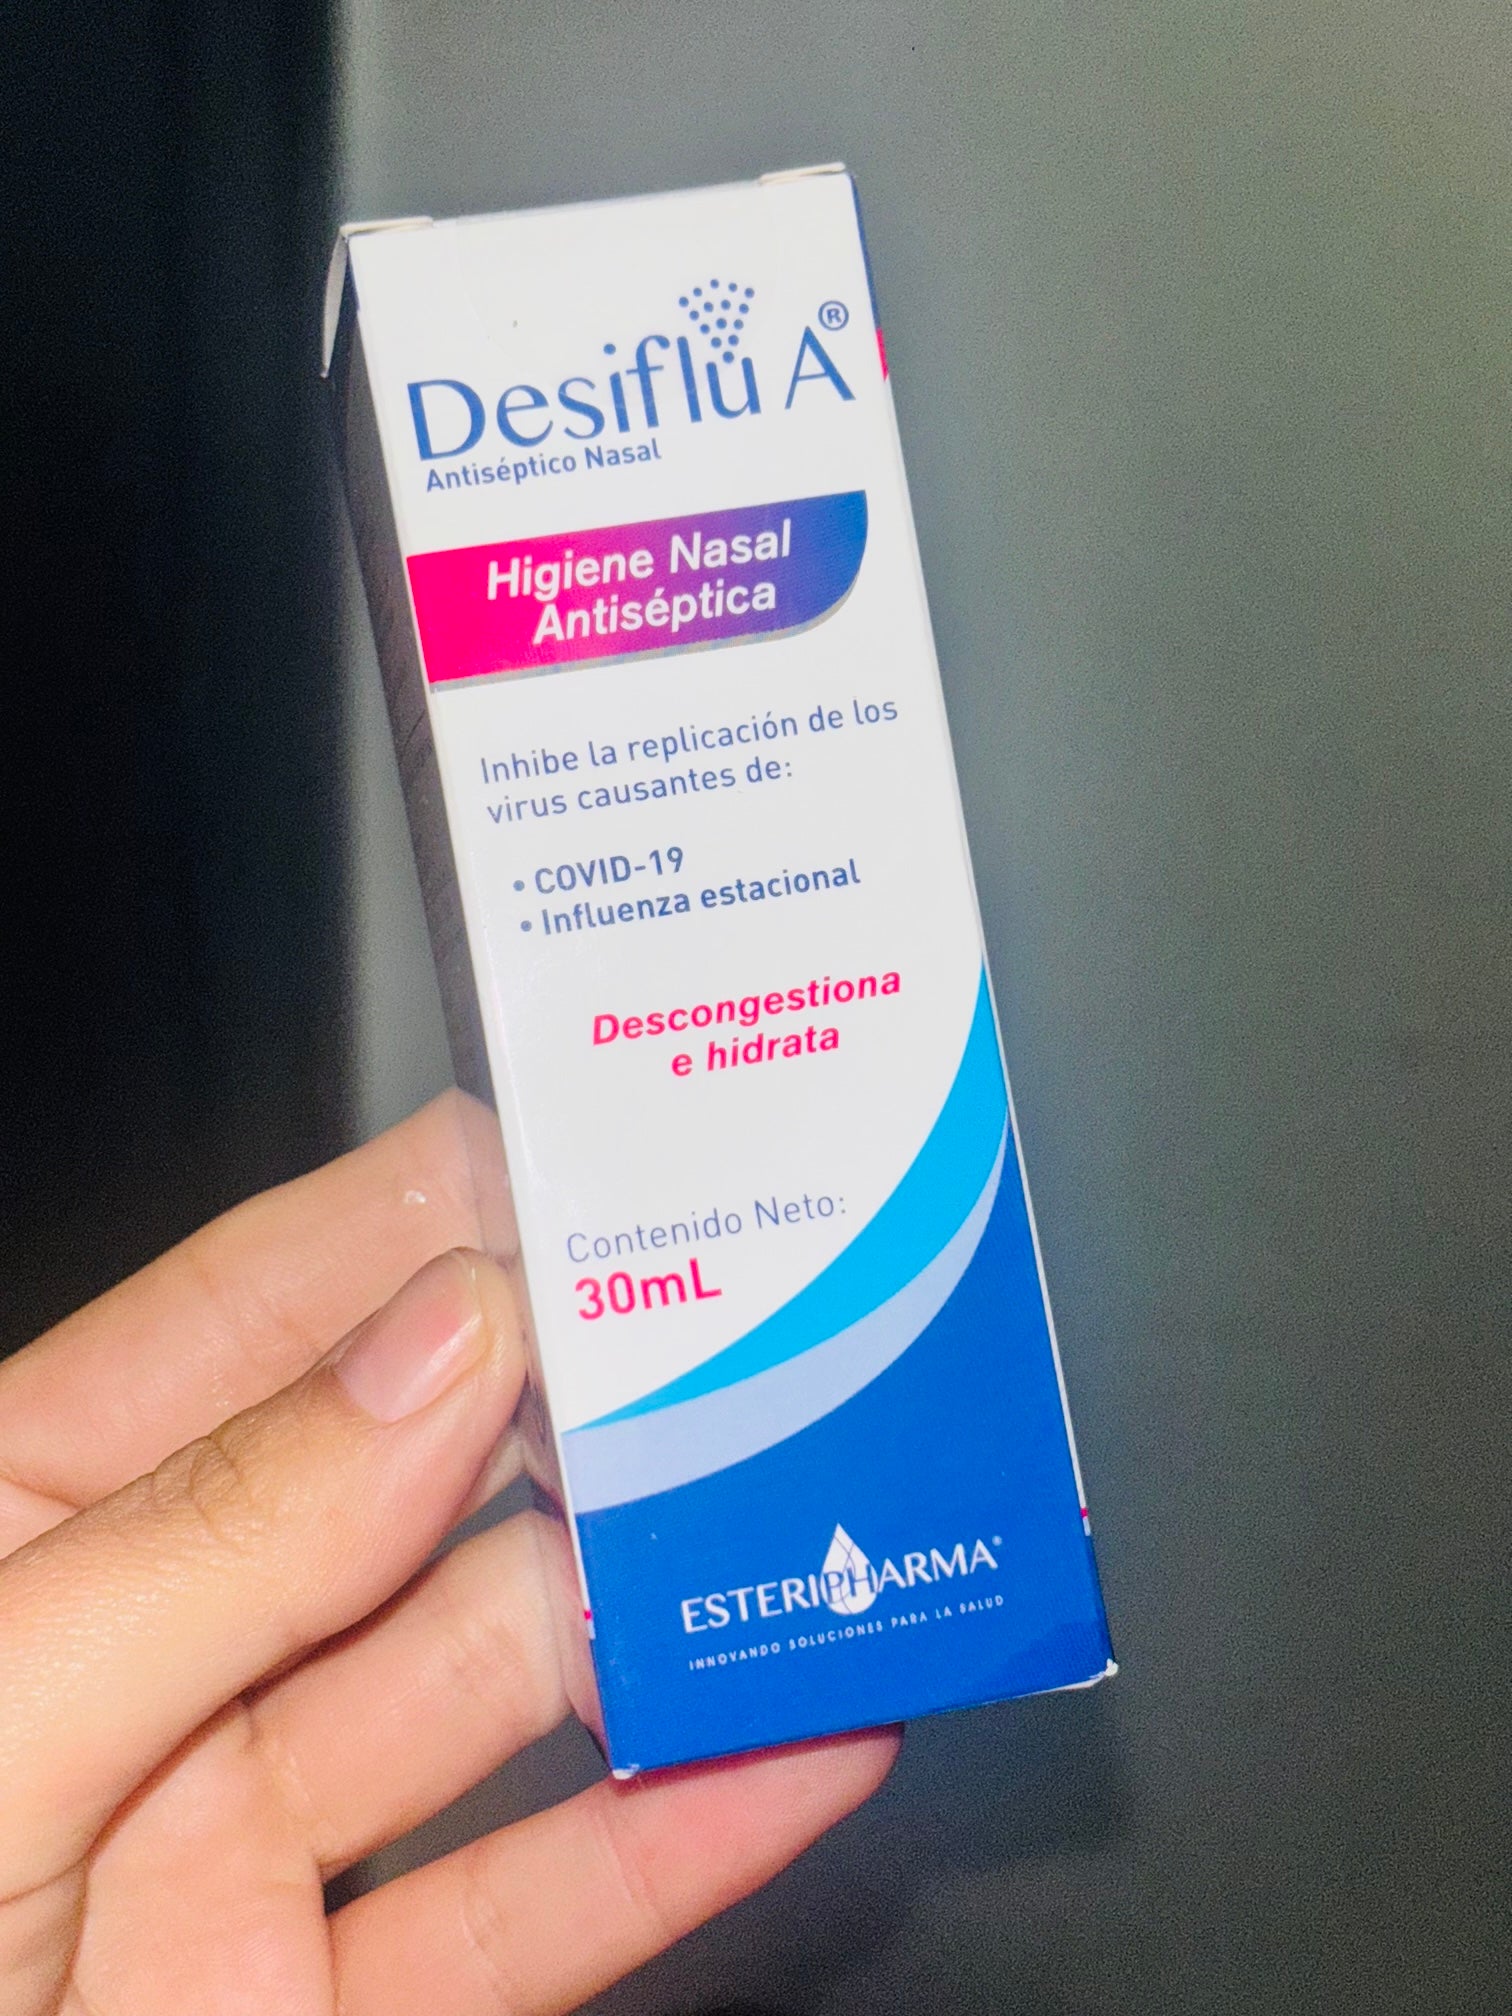 Desiflu A®
Antiséptico Nasal
Higiene Nasal
Antiséptica
Inhibe la replicación de los
virus causantes de:
• COVID-19
• Influenza estacional
Descongestiona
e hidrata
Contenido Neto:
30mL
ESTERIPHARMA®
INNOVANDO SOLUCIONES PARA LA SALUD